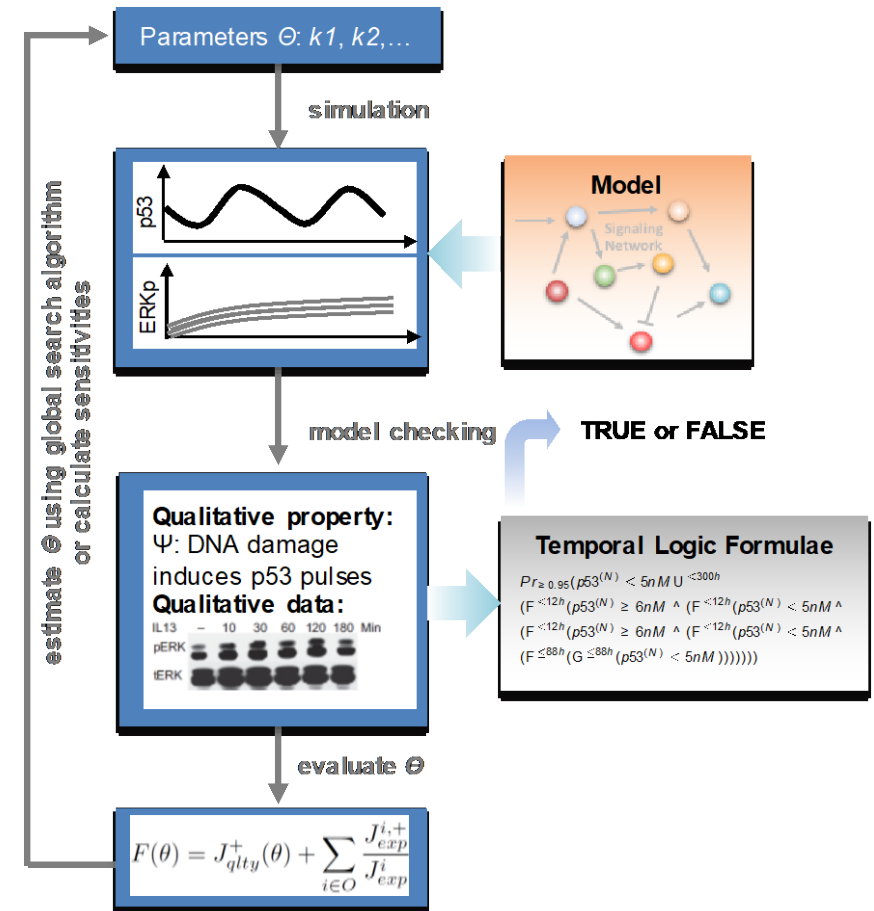 Parameters Θ: k1, k2,…
simulation
p53
ERKp
Model
Signaling
Network
estimate Θ using global search algorithm
or calculate sensitivities
model checking
TRUE or FALSE
Qualitative property:
Ψ: DNA damage
induces p53 pulses
Qualitative data:
IL13 – 10 30 60 120 180 Min
pERK
tERK
Temporal Logic Formulae
Pr≥ 0.95(p53(N) < 5nM U <300h
(F <12h(p53(N) ≥ 6nM ^ (F <12h(p53(N) < 5nM ^
(F <12h(p53(N) ≥ 6nM ^ (F <12h(p53(N) < 5nM ^
(F ≤88h(G ≤88h(p53(N) < 5nM )))))))
evaluate Θ
F(θ) = J+qlty(θ) + ∑i∈O Ji,+exp / Jiexp